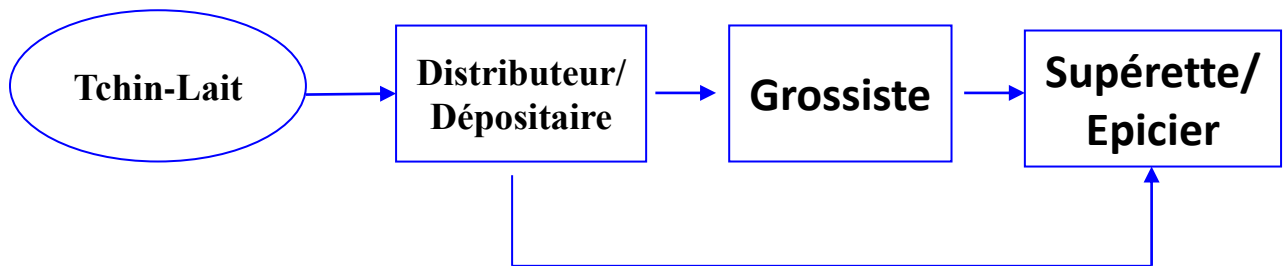 Tchin-Lait
Distributeur/
Dépositaire
Grossiste
Supérette/
Epicier